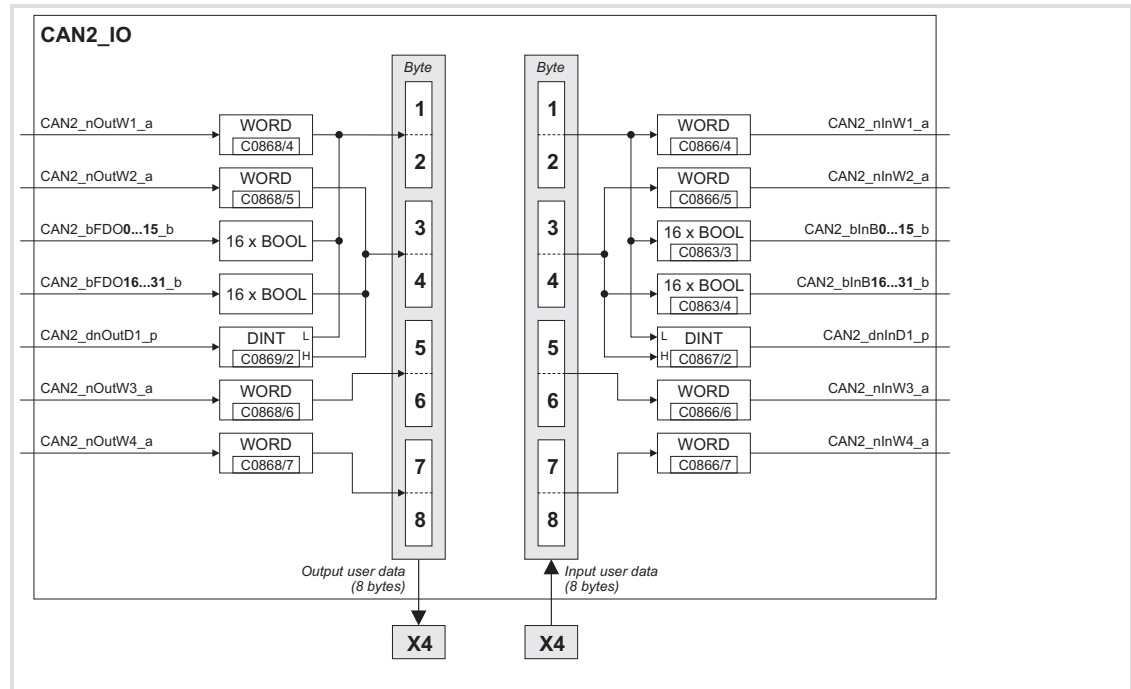 CAN2_IO
Byte
1
2
3
4
5
6
7
8
CAN2_nOutW1_a
WORD
C0868/4
CAN2_nOutW2_a
WORD
C0868/5
CAN2_bFDO0...15_b
16 x BOOL
CAN2_bFDO16...31_b
16 x BOOL
CAN2_dnOutD1_p
DINT
L
C0869/2
H
CAN2_nOutW3_a
WORD
C0868/6
CAN2_nOutW4_a
WORD
C0868/7
Output user data
(8 bytes)
X4
Byte
1
2
3
4
5
6
7
8
WORD
C0866/4
CAN2_nInW1_a
WORD
C0866/5
CAN2_nInW2_a
16 x BOOL
C0863/3
CAN2_bInB0...15_b
16 x BOOL
C0863/4
CAN2_bInB16...31_b
L
DINT
H
C0867/2
CAN2_dnInD1_p
WORD
C0866/6
CAN2_nInW3_a
WORD
C0866/7
CAN2_nInW4_a
Input user data
(8 bytes)
X4